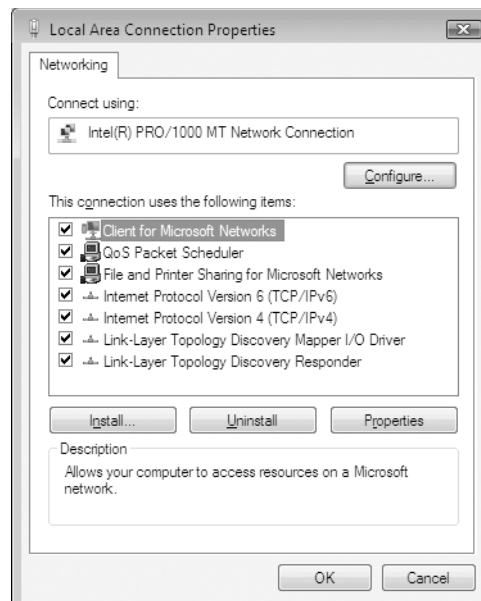 Local Area Connection Properties
Networking
Connect using:
Intel(R) PRO/1000 MT Network Connection
Configure...
This connection uses the following items:
Client for Microsoft Networks
QoS Packet Scheduler
File and Printer Sharing for Microsoft Networks
Internet Protocol Version 6 (TCP/IPv6)
Internet Protocol Version 4 (TCP/IPv4)
Link-Layer Topology Discovery Mapper I/O Driver
Link-Layer Topology Discovery Responder
Install... Uninstall Properties
Description
Allows your computer to access resources on a Microsoft
network.
OK Cancel